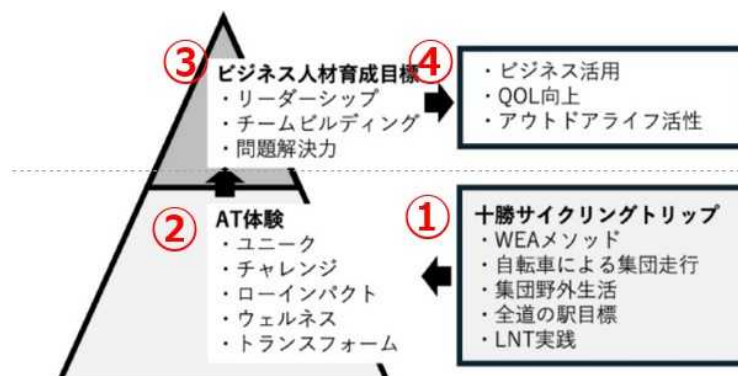 ③
ビジネス人材育成目標
・リーダーシップ
・チームビルディング
・問題解決力
④
・ビジネス活用
・QOL向上
・アウトドアライフ活性
②
AT体験
・ユニーク
・チャレンジ
・ローインパクト
・ウェルネス
・トランスフォーム
①
十勝サイクリングトリップ
・WEAメソッド
・自転車による集団走行
・集団野外生活
・全道の駅目標
・LNT実践